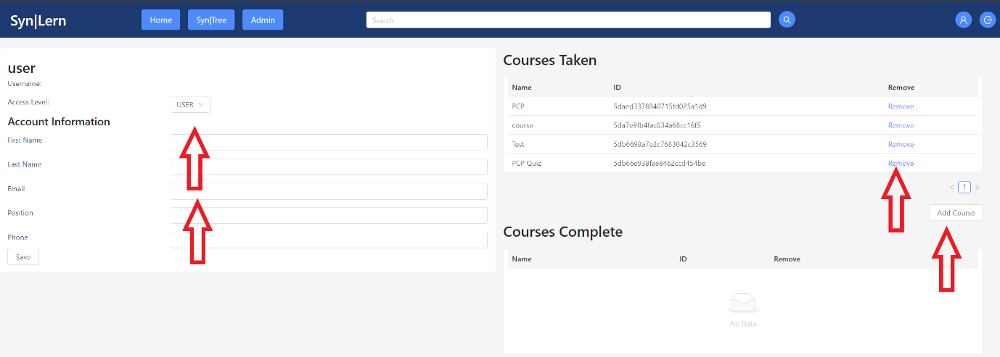 Syn|Lern Home Syn|Tree Admin Search
user
Username:
Access Level: USER
Account Information
First Name
Last Name
Email
Position
Phone
Save
Courses Taken
Name ID Remove
PCP 5daed3378840715fd025a1d9 Remove
course 5da7e9fb4fac834a68cc16f5 Remove
Test 5db6698a7e2c7683042c3569 Remove
PCP Quiz 5db66e938fae8462ccd454be Remove
1
Add Course
Courses Complete
Name ID Remove
No Data